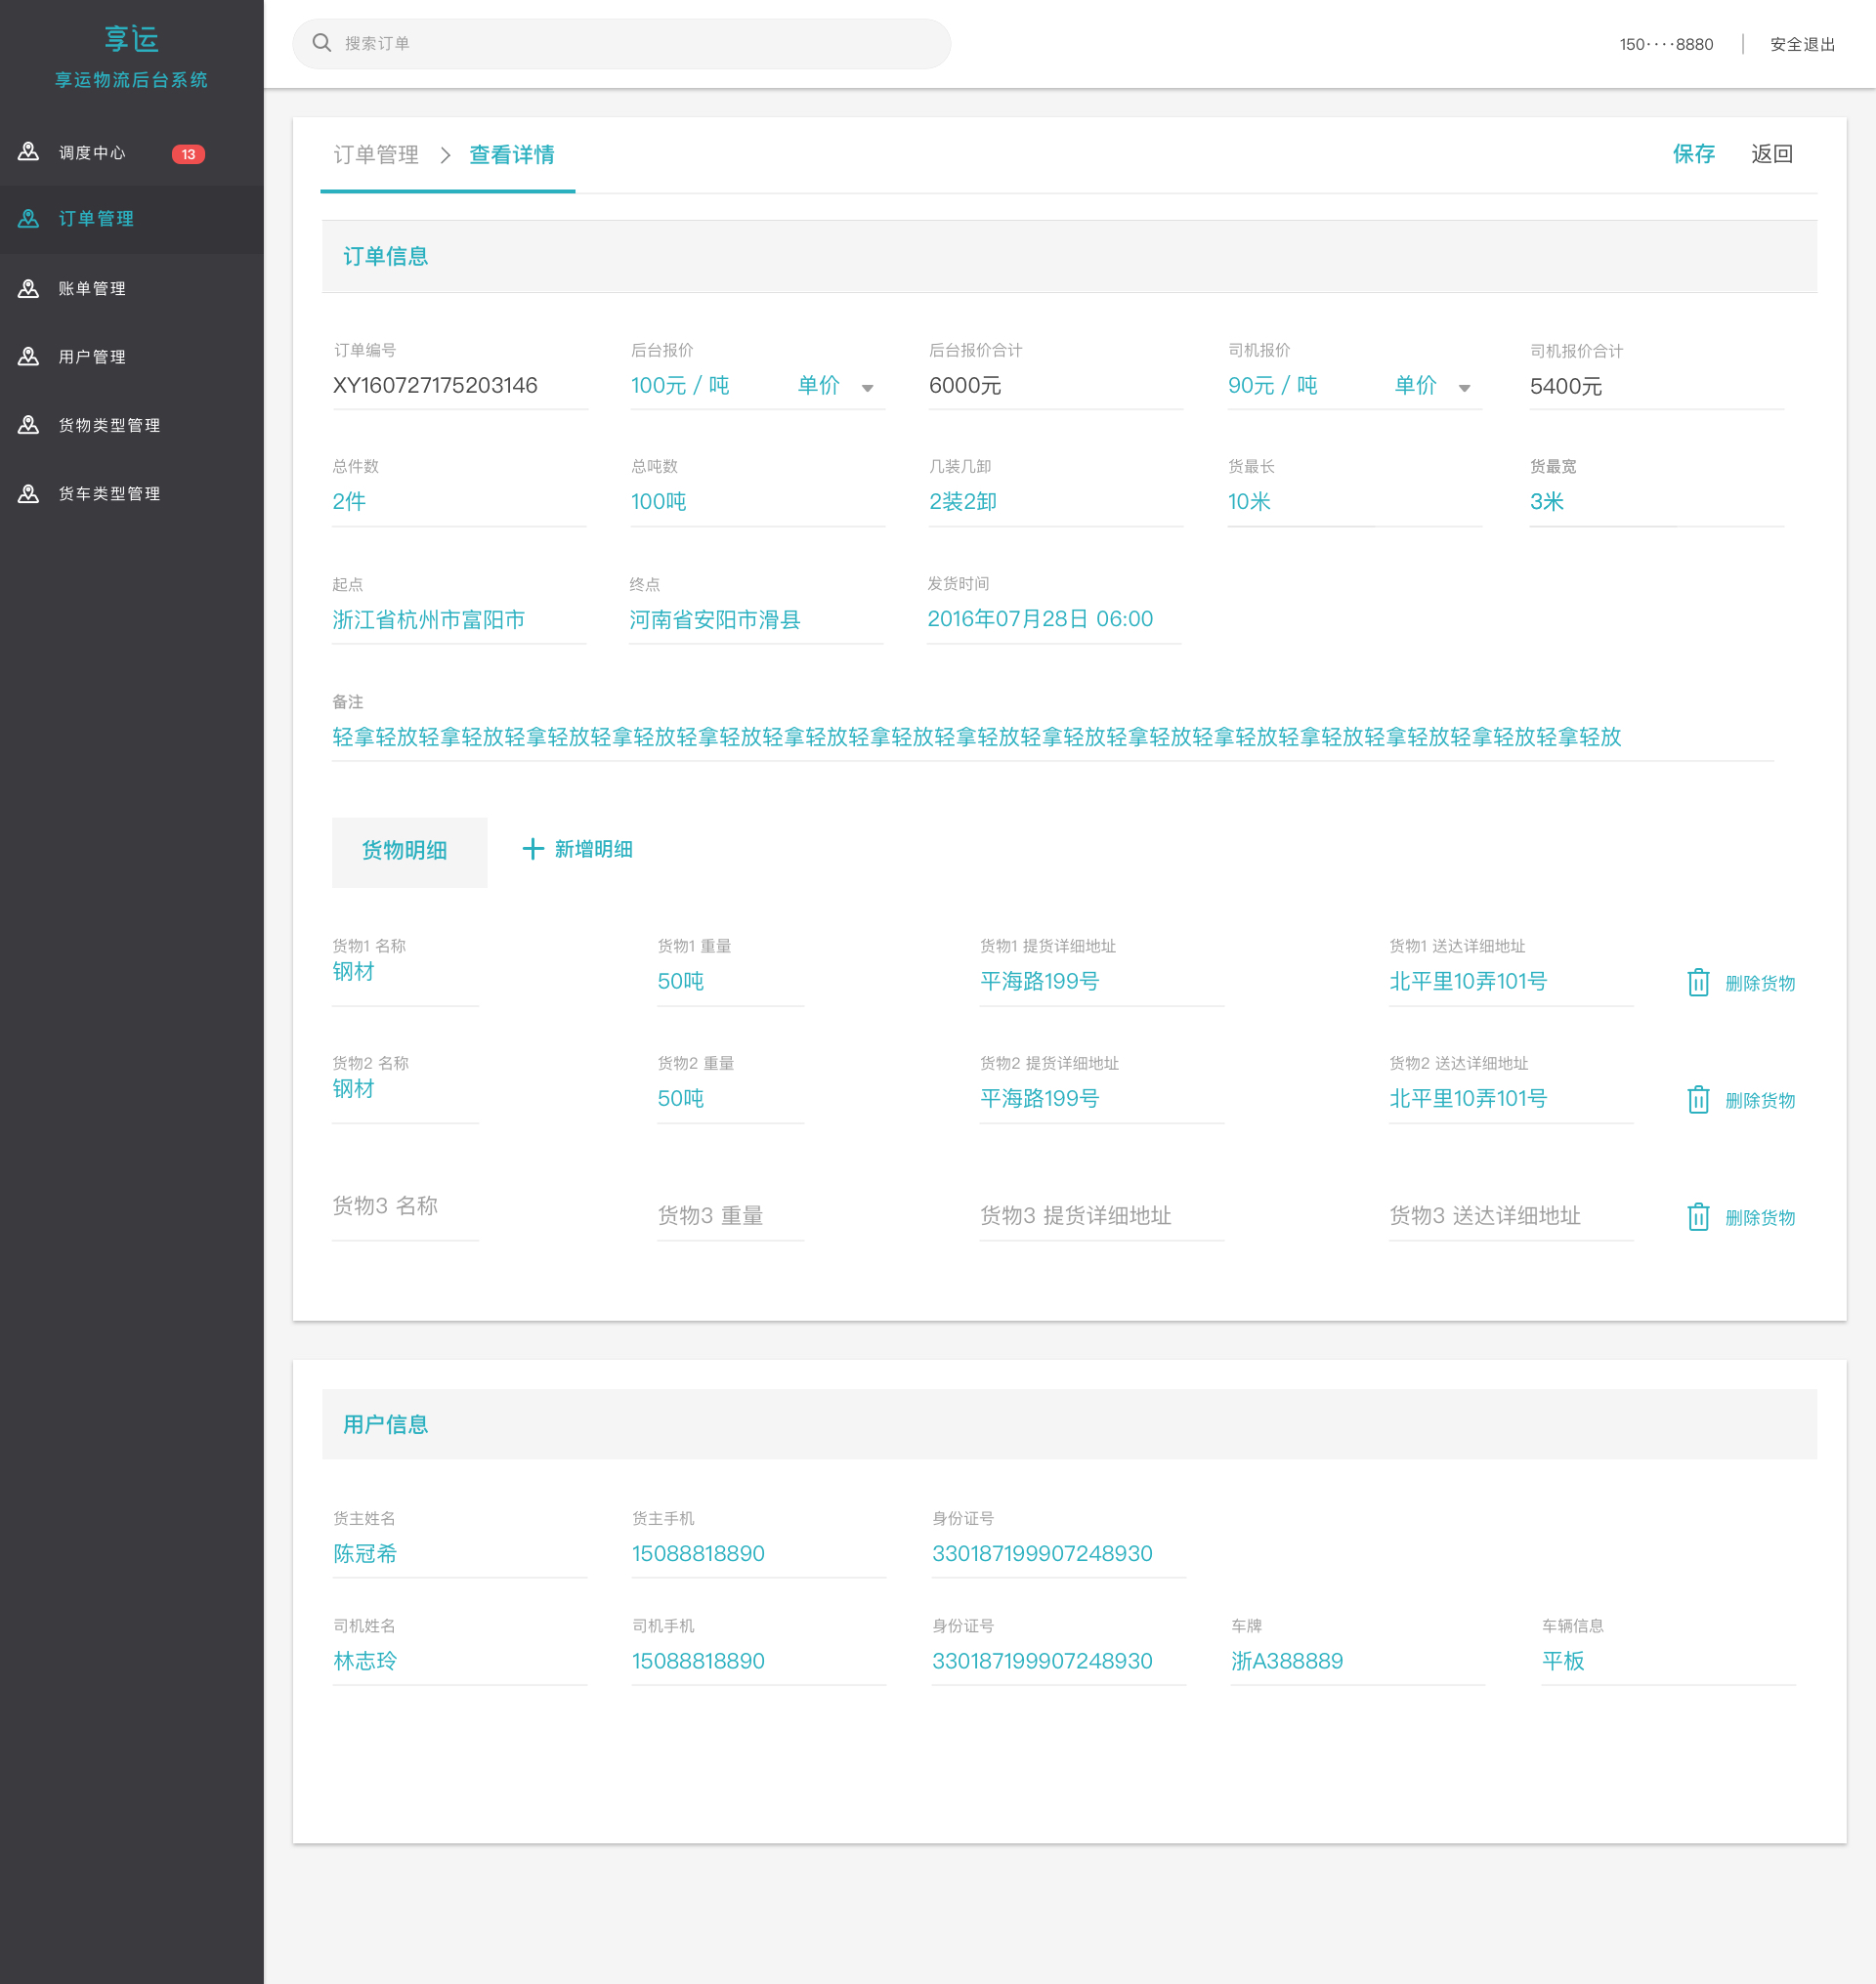 享运
享运物流后台系统
调度中心 13
订单管理
账单管理
用户管理
货物类型管理
货车类型管理
搜索订单
150····8880 安全退出
订单管理 > 查看详情 保存 返回
订单信息
订单编号 后台报价 后台报价合计 司机报价 司机报价合计
XY160727175203146 100元 / 吨 单价 6000元 90元 / 吨 单价 5400元
总件数 总吨数 几装几卸 货最长 货最宽
2件 100吨 2装2卸 10米 3米
起点 终点 发货时间
浙江省杭州市富阳市 河南省安阳市滑县 2016年07月28日 06:00
备注
轻拿轻放轻拿轻放轻拿轻放轻拿轻放轻拿轻放轻拿轻放轻拿轻放轻拿轻放轻拿轻放轻拿轻放轻拿轻放轻拿轻放轻拿轻放轻拿轻放轻拿轻放
货物明细 新增明细
货物1 名称 货物1 重量 货物1 提货详细地址 货物1 送达详细地址
钢材 50吨 平海路199号 北平里10弄101号 删除货物
货物2 名称 货物2 重量 货物2 提货详细地址 货物2 送达详细地址
钢材 50吨 平海路199号 北平里10弄101号 删除货物
货物3 名称 货物3 重量 货物3 提货详细地址 货物3 送达详细地址 删除货物
用户信息
货主姓名 货主手机 身份证号
陈冠希 15088818890 330187199907248930
司机姓名 司机手机 身份证号 车牌 车辆信息
林志玲 15088818890 330187199907248930 浙A388889 平板